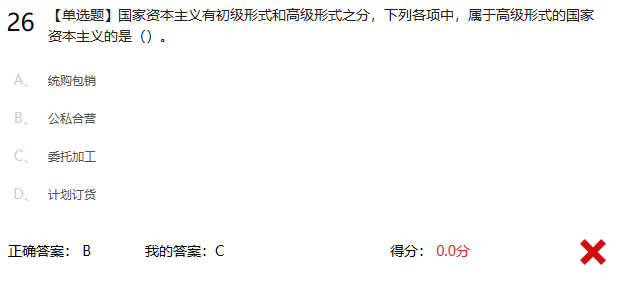 26 【单选题】国家资本主义有初级形式和高级形式之分，下列各项中，属于高级形式的国家
资本主义的是（）。
A、 统购包销
B、 公私合营
C、 委托加工
D、 计划订货
正确答案： B 我的答案：C 得分： 0.0分